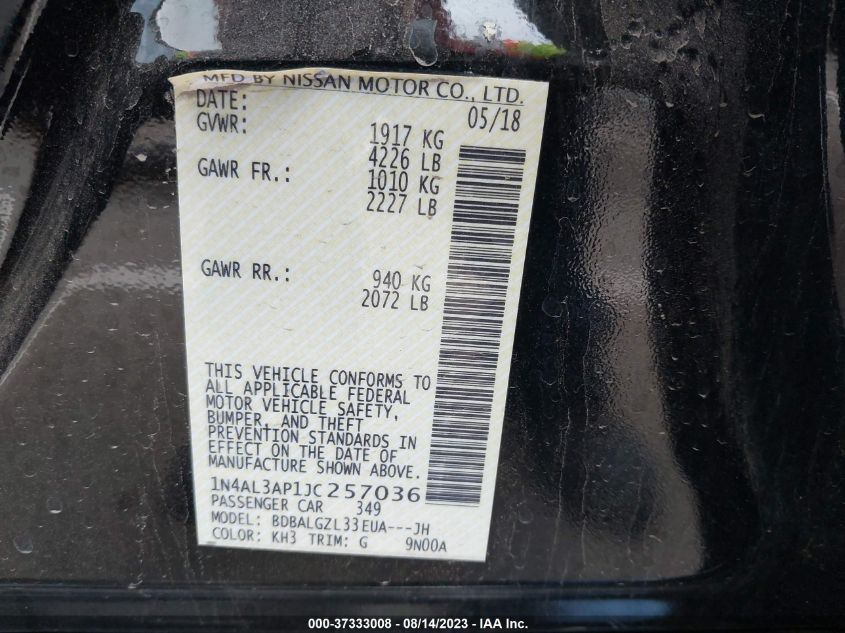 MFD BY NISSAN MOTOR CO., LTD.
DATE: 05/18
GVWR: 1917 KG
4226 LB
GAWR FR.: 1010 KG
2227 LB
GAWR RR.: 940 KG
2072 LB
THIS VEHICLE CONFORMS TO
ALL APPLICABLE FEDERAL
MOTOR VEHICLE SAFETY,
BUMPER, AND THEFT
PREVENTION STANDARDS IN
EFFECT ON THE DATE OF
MANUFACTURE SHOWN ABOVE.
1N4AL3AP1JC257036
PASSENGER CAR 349
MODEL: BDBALGZL33EUA---JH
COLOR: KH3 TRIM: G 9N00A
000-37333008 - 08/14/2023 - IAA Inc.